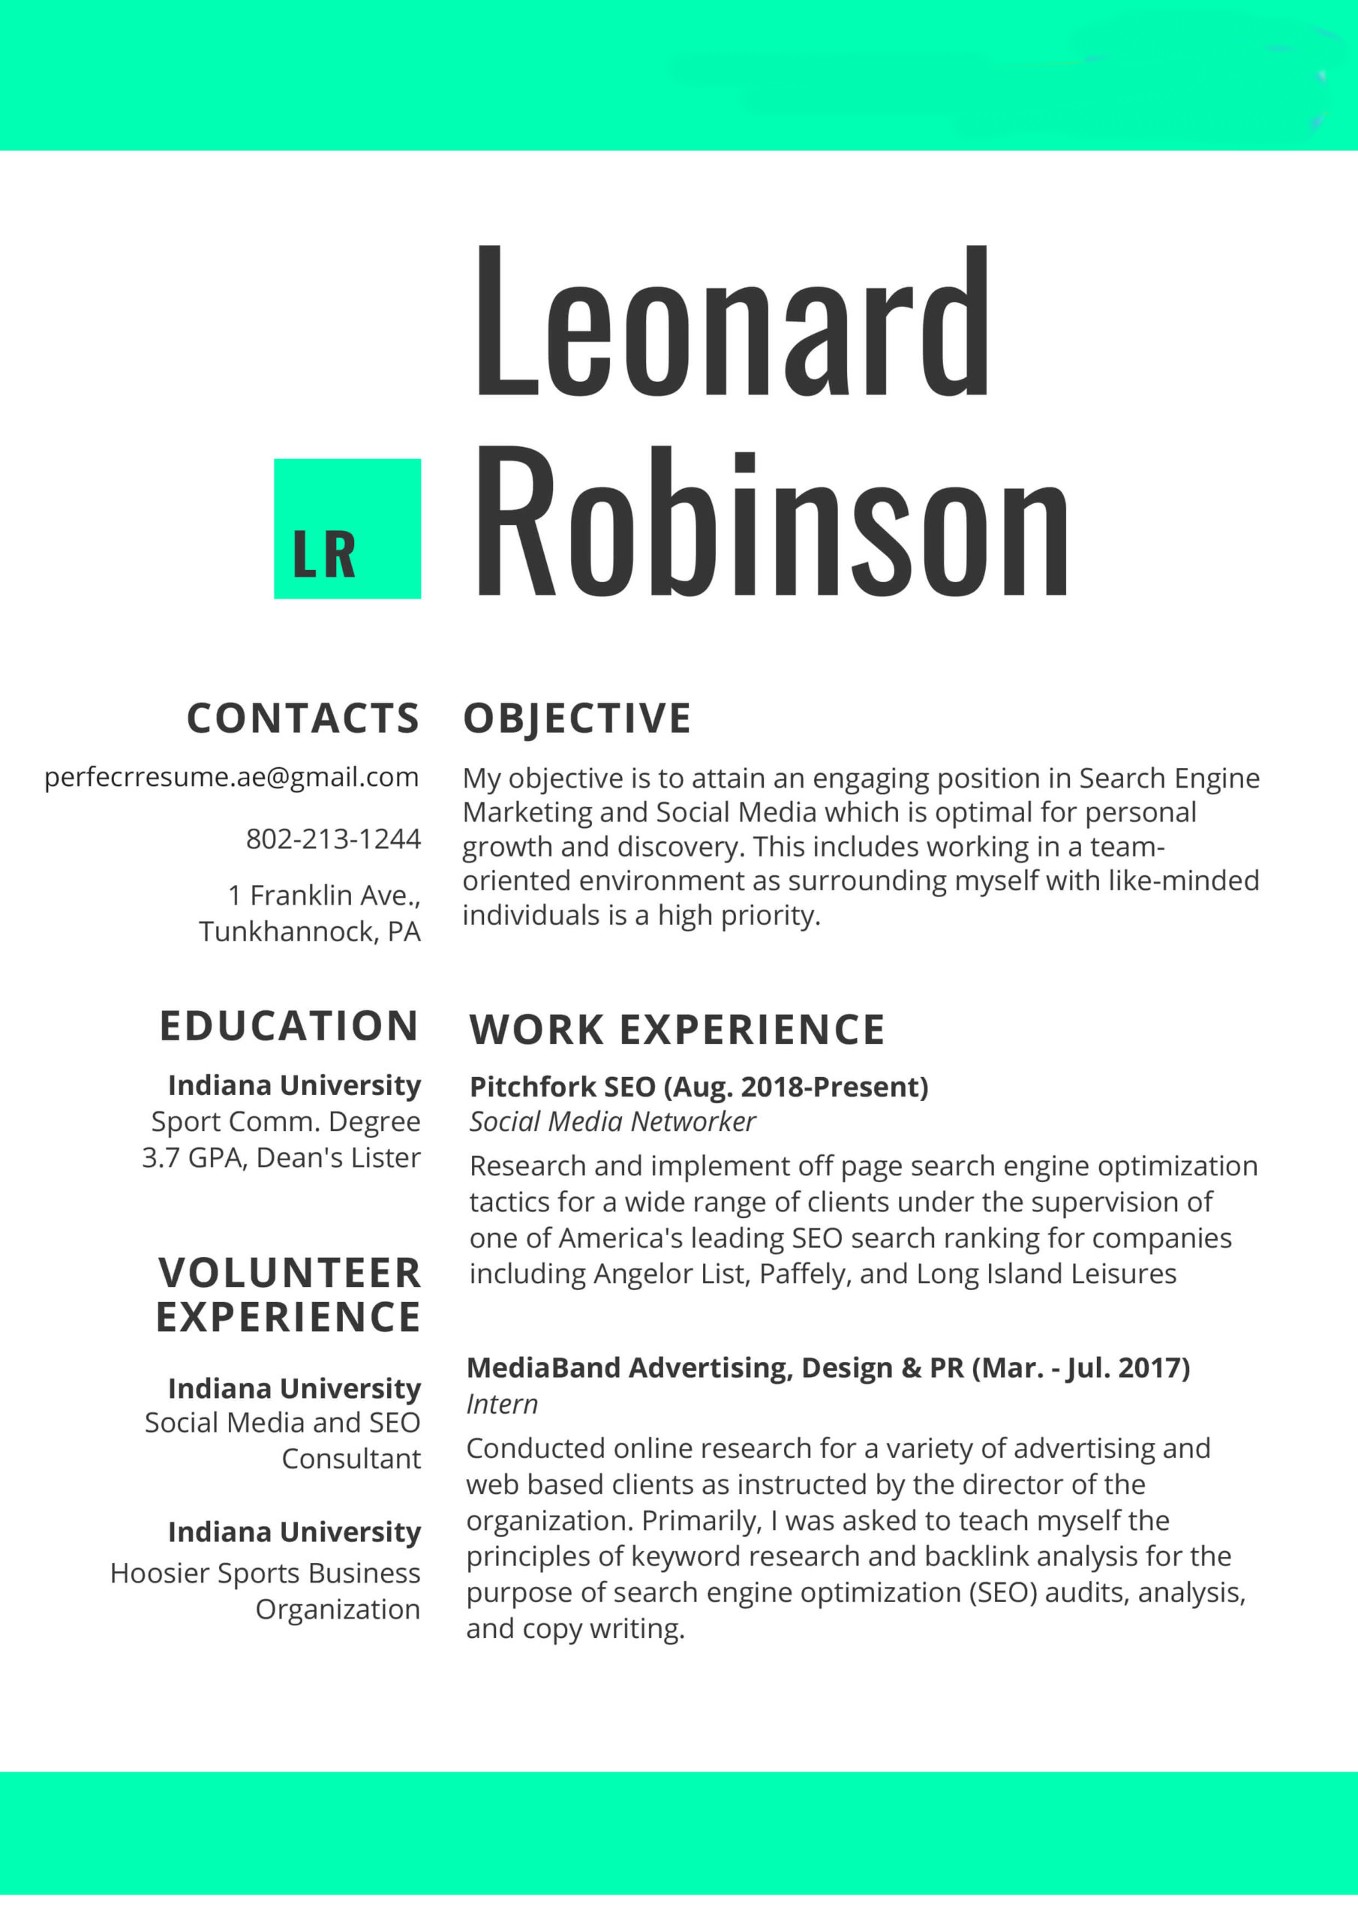 Leonard
Robinson
LR
CONTACTS
perfecrresume.ae@gmail.com
802-213-1244
1 Franklin Ave.,
Tunkhannock, PA
EDUCATION
Indiana University
Sport Comm. Degree
3.7 GPA, Dean's Lister
VOLUNTEER
EXPERIENCE
Indiana University
Social Media and SEO
Consultant
Indiana University
Hoosier Sports Business
Organization
OBJECTIVE
My objective is to attain an engaging position in Search Engine
Marketing and Social Media which is optimal for personal
growth and discovery. This includes working in a team-
oriented environment as surrounding myself with like-minded
individuals is a high priority.
WORK EXPERIENCE
Pitchfork SEO (Aug. 2018-Present)
Social Media Networker
Research and implement off page search engine optimization
tactics for a wide range of clients under the supervision of
one of America's leading SEO search ranking for companies
including Angelor List, Paffely, and Long Island Leisures
MediaBand Advertising, Design & PR (Mar. - Jul. 2017)
Intern
Conducted online research for a variety of advertising and
web based clients as instructed by the director of the
organization. Primarily, I was asked to teach myself the
principles of keyword research and backlink analysis for the
purpose of search engine optimization (SEO) audits, analysis,
and copy writing.